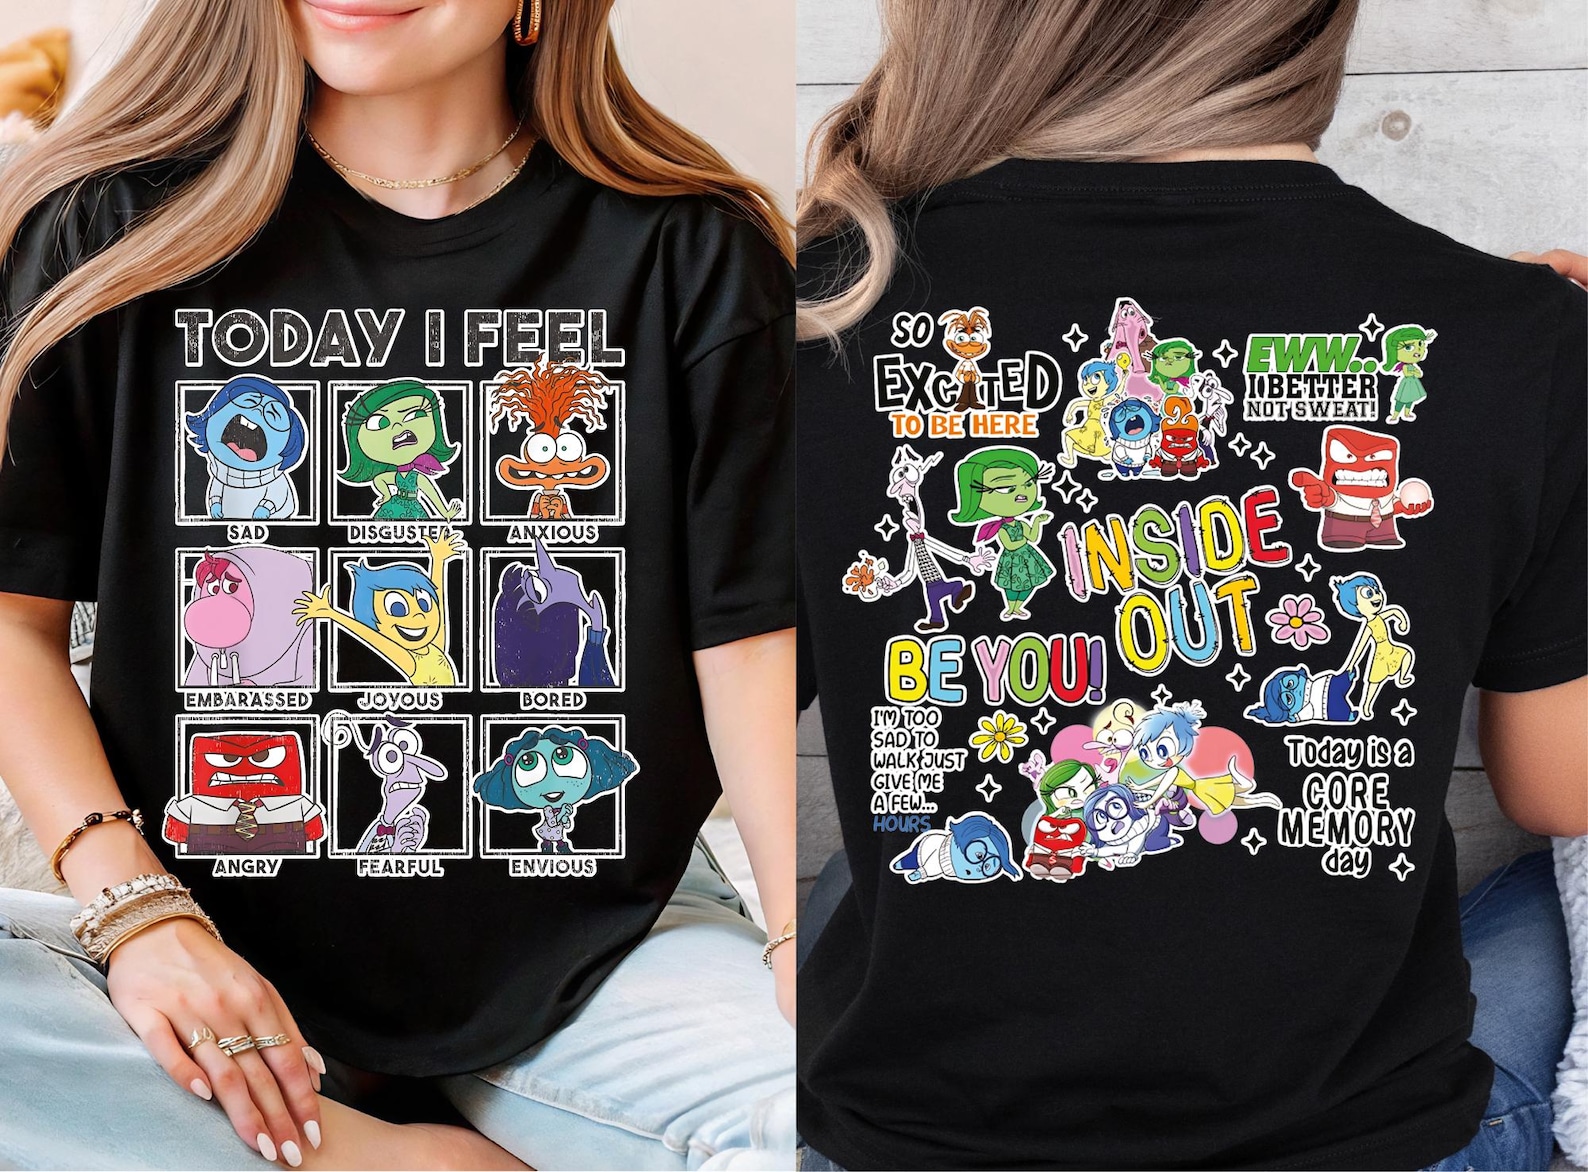 TODAY I FEEL
SAD
DISGUSTED
ANXIOUS
EMBARASSED
JOYOUS
BORED
ANGRY
FEARFUL
ENVIOUS
SO
EXCITED
TO BE HERE
EWW..
I BETTER
NOT SWEAT!
INSIDE
OUT
BE YOU!
I'M TOO
SAD TO
WALK JUST
GIVE ME
A FEW...
HOURS
Today is a
CORE
MEMORY
day